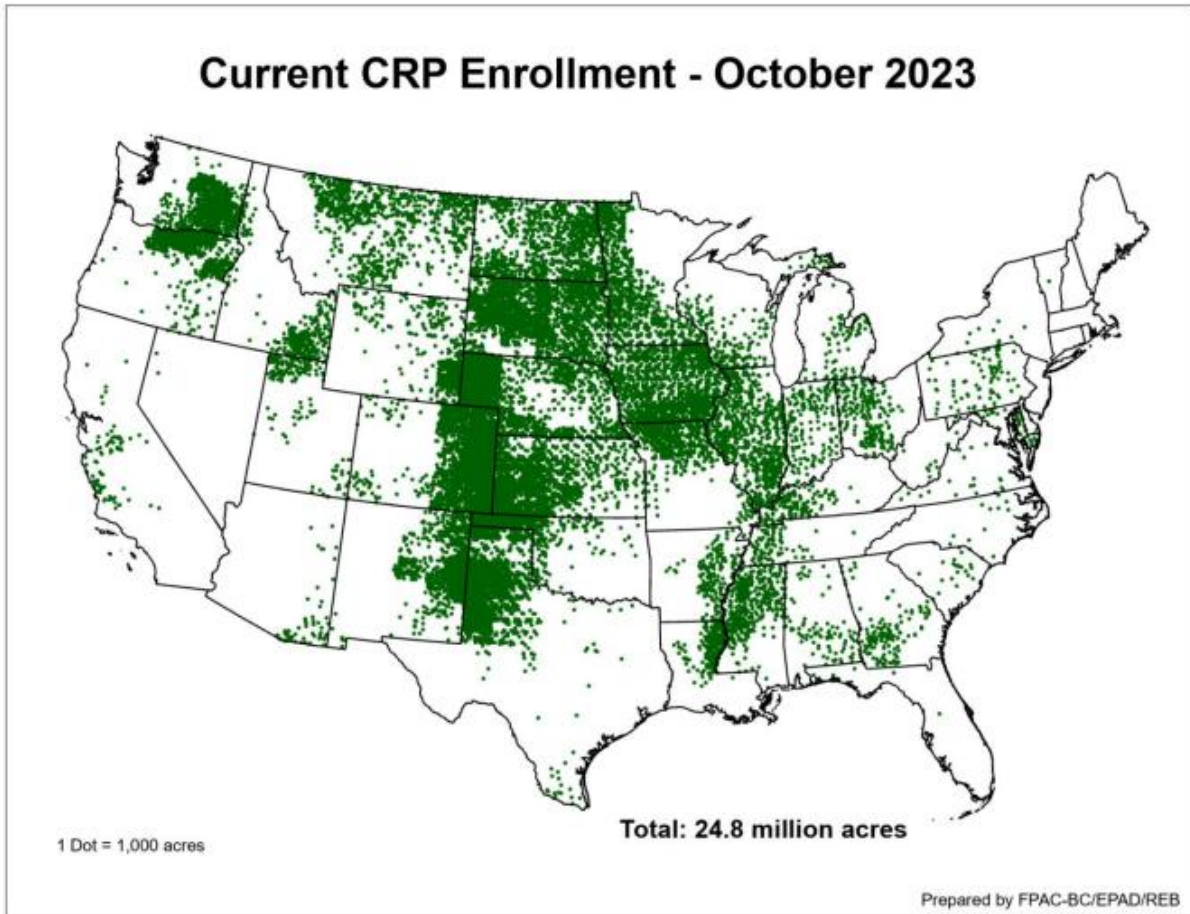 Current CRP Enrollment - October 2023
Total: 24.8 million acres
1 Dot = 1,000 acres
Prepared by FPAC-BC/EPAD/REB